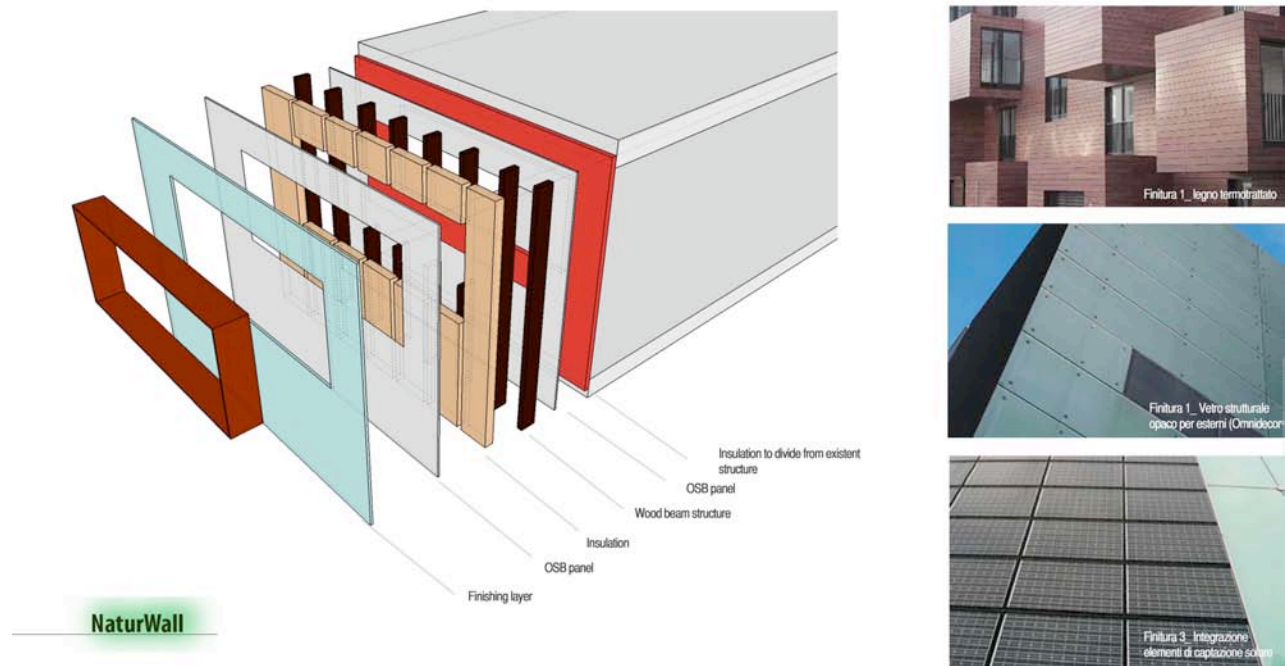 Insulation to divide from existent
structure
OSB panel
Wood beam structure
Insulation
OSB panel
Finishing layer
NaturWall
Finitura 1_ legno termotrattato
Finitura 1_ Vetro strutturale
opaco per esterni (Omnidecor
Finitura 3_ Integrazione
elementi di captazione solare